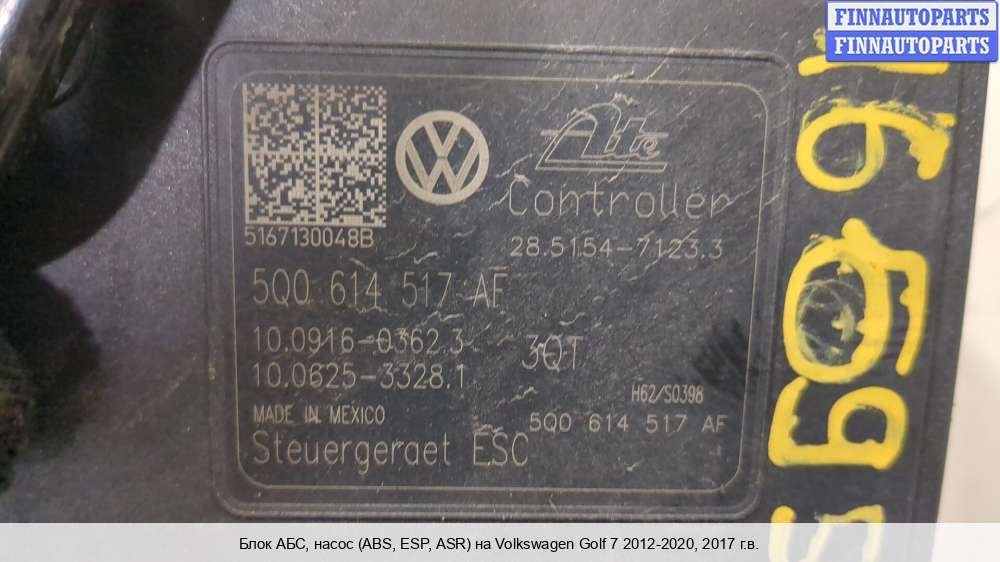 FINNAUTOPARTS
FINNAUTOPARTS
Ate
Controller
5167130048B
28.5154-7123.3
5Q0 614 517 AF
10.0916-0362.3
3QT
10.0625-3328.1
H62/S0398
MADE IN MEXICO
5Q0 614 517 AF
Steuergeraet ESC
Блок АБС, насос (ABS, ESP, ASR) на Volkswagen Golf 7 2012-2020, 2017 г.в.